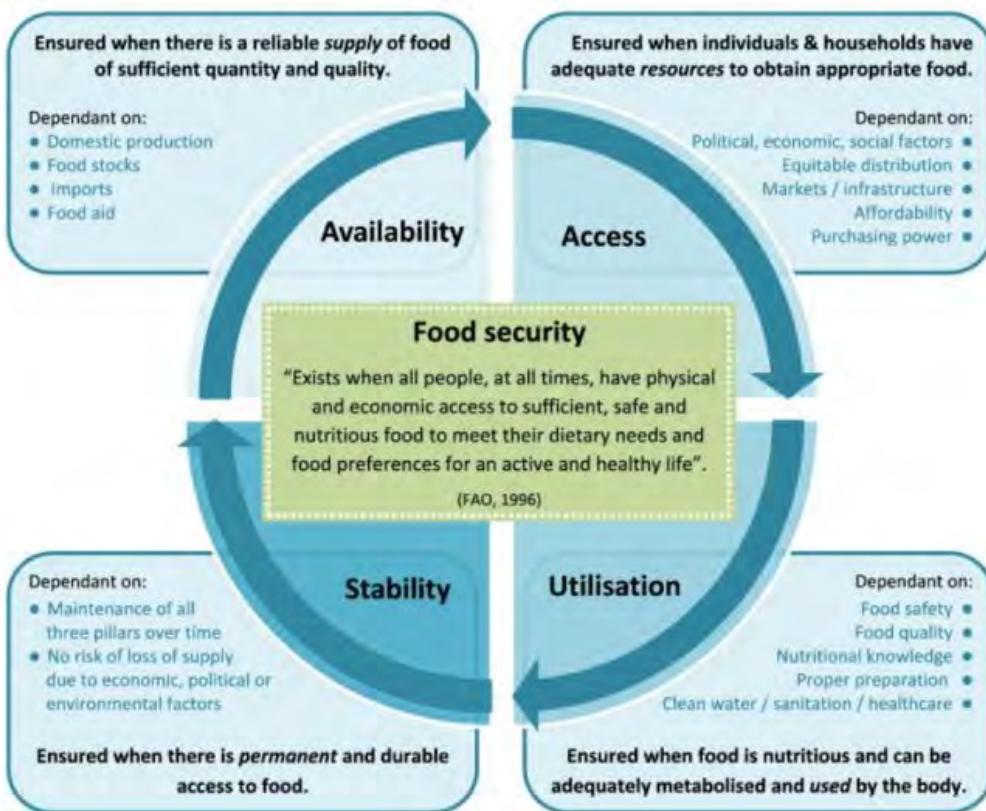 Ensured when there is a reliable supply of food
of sufficient quantity and quality.
Dependant on:
● Domestic production
● Food stocks
● Imports
● Food aid
Availability
Ensured when individuals & households have
adequate resources to obtain appropriate food.
Dependant on:
Political, economic, social factors ●
Equitable distribution ●
Markets / infrastructure ●
Affordability ●
Purchasing power ●
Access
Food security
“Exists when all people, at all times, have physical
and economic access to sufficient, safe and
nutritious food to meet their dietary needs and
food preferences for an active and healthy life”.
(FAO, 1996)
Stability
Dependant on:
● Maintenance of all
three pillars over time
● No risk of loss of supply
due to economic, political or
environmental factors
Ensured when there is permanent and durable
access to food.
Utilisation
Dependant on:
Food safety ●
Food quality ●
Nutritional knowledge ●
Proper preparation ●
Clean water / sanitation / healthcare ●
Ensured when food is nutritious and can be
adequately metabolised and used by the body.